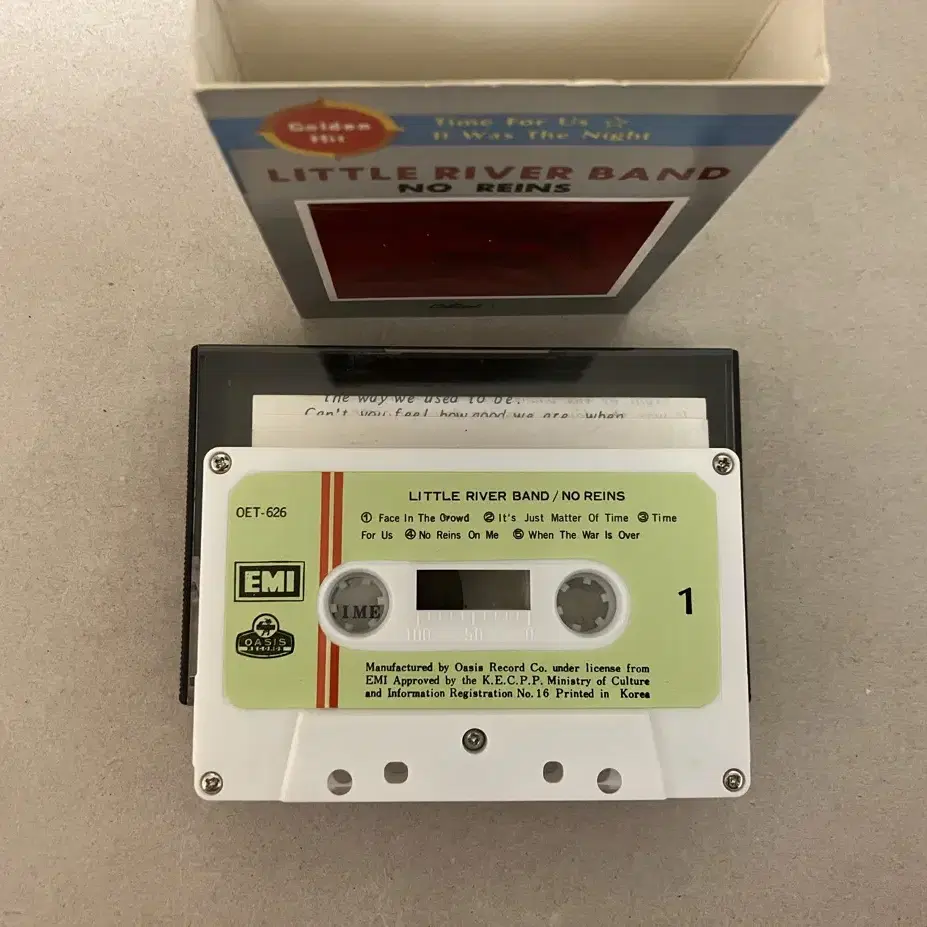 Golden
Hit
Time For Us ☆
It Was The Night
LITTLE RIVER BAND
NO REINS
the way we used to be.
Can't you feel how good we are when
LITTLE RIVER BAND / NO REINS
OET-626
① Face In The Crowd ② It's Just Matter Of Time ③ Time
For Us ④ No Reins On Me ⑤ When The War Is Over
EMI
OASIS
RECORDS
IME
100 50 0
1
Manufactured by Oasis Record Co. under license from
EMI Approved by the K.E.C.P.P. Ministry of Culture
and Information Registration No. 16 Printed in Korea